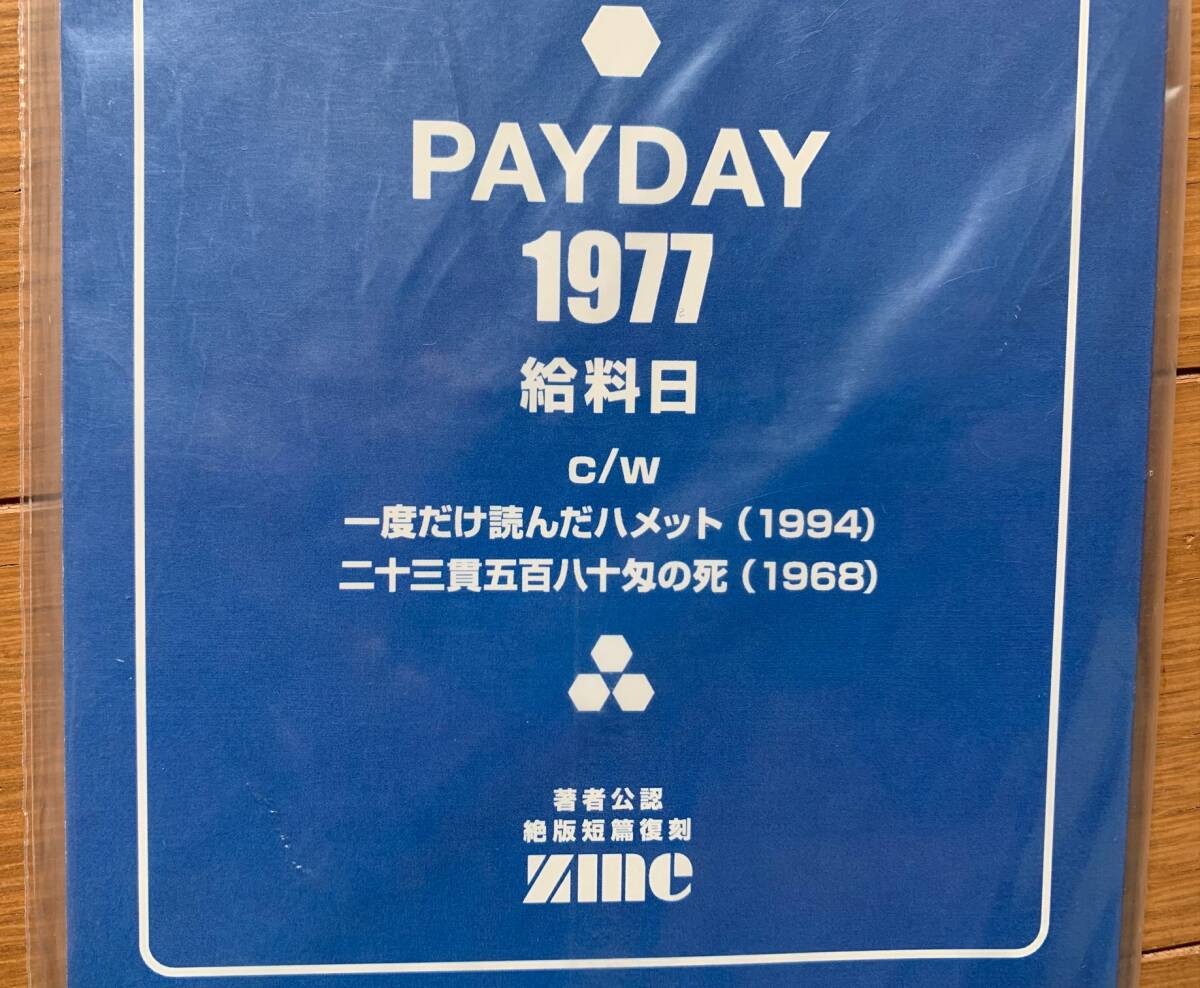 PAYDAY
1977
給料日
c/w
一度だけ読んだハメット（1994）
二十三貫五百八十匁の死（1968）
著者公認
絶版短篇復刻
ZINE